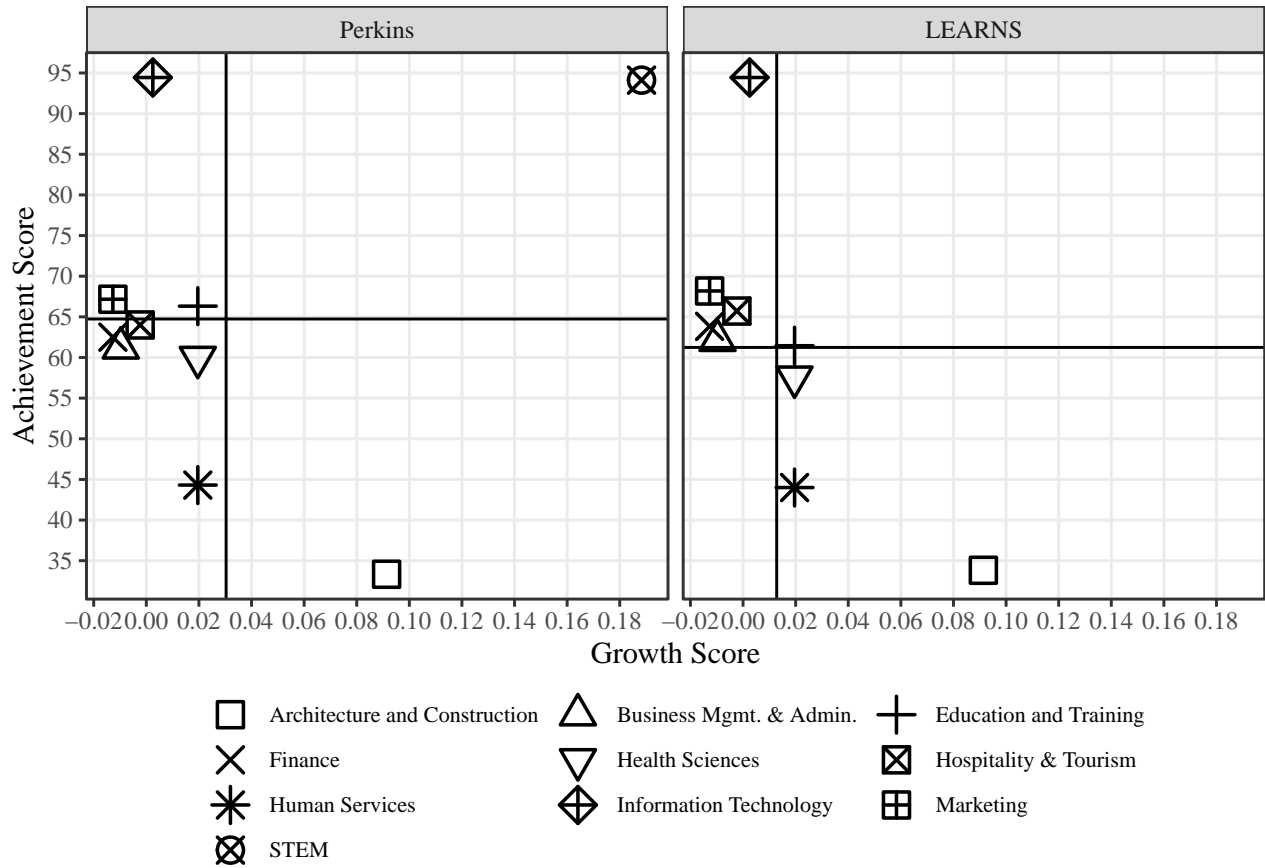 Perkins
LEARNS
95
90
85
80
75
70
65
60
55
50
45
40
35
Achievement Score
−0.02 0.00 0.02 0.04 0.06 0.08 0.10 0.12 0.14 0.16 0.18
−0.02 0.00 0.02 0.04 0.06 0.08 0.10 0.12 0.14 0.16 0.18
Growth Score
Architecture and Construction
Business Mgmt. & Admin.
Education and Training
Finance
Health Sciences
Hospitality & Tourism
Human Services
Information Technology
Marketing
STEM